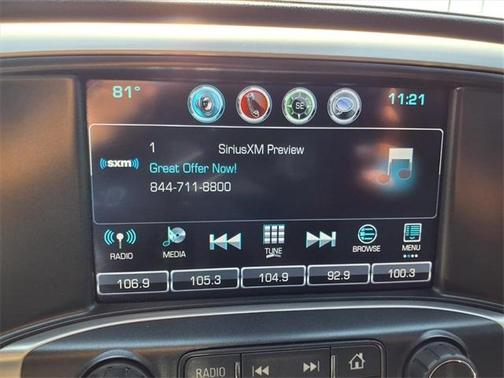 81° SE 11:21
1 SiriusXM Preview
((sxm)) Great Offer Now!
844-711-8800
RADIO MEDIA TUNE BROWSE MENU
106.9 105.3 104.9 92.9 100.3
RADIO